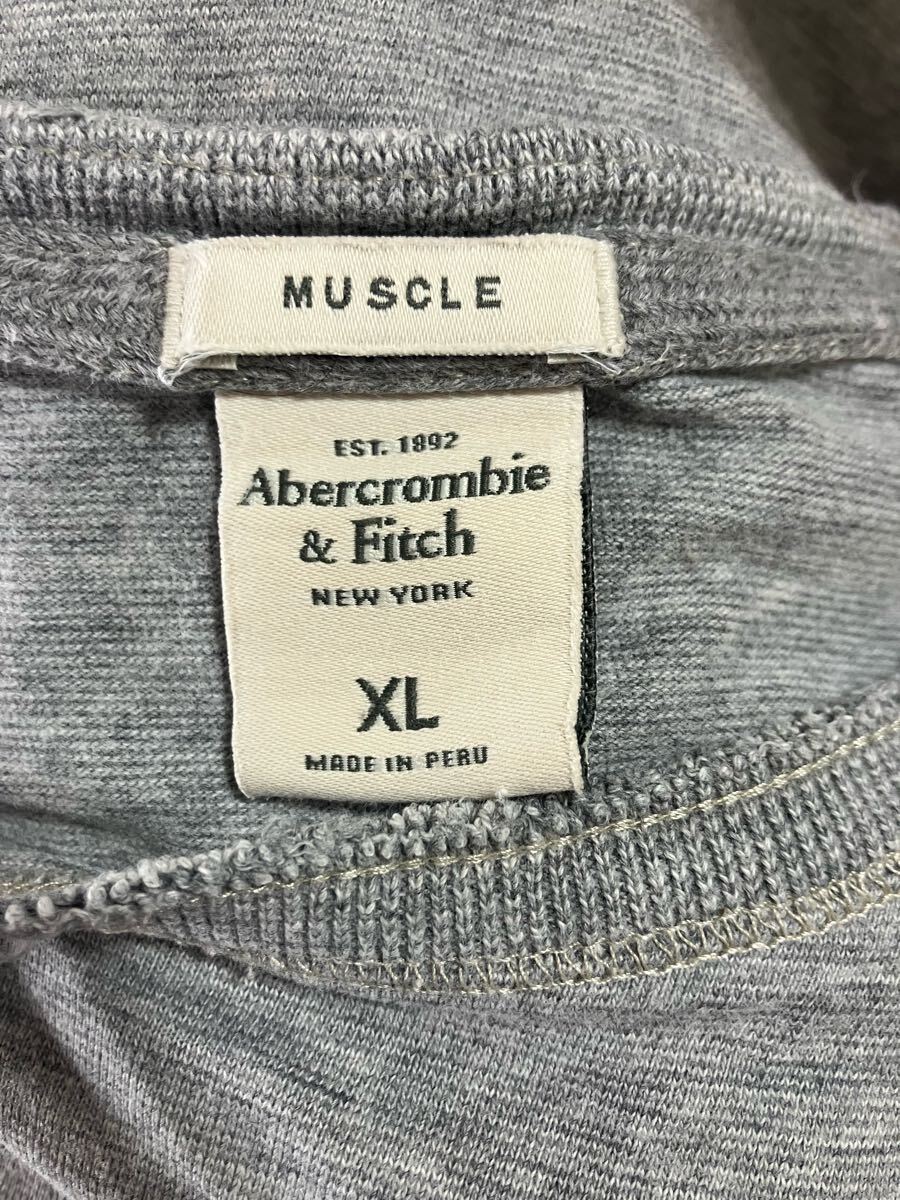 MUSCLE
EST. 1892
Abercrombie
& Fitch
NEW YORK
XL
MADE IN PERU